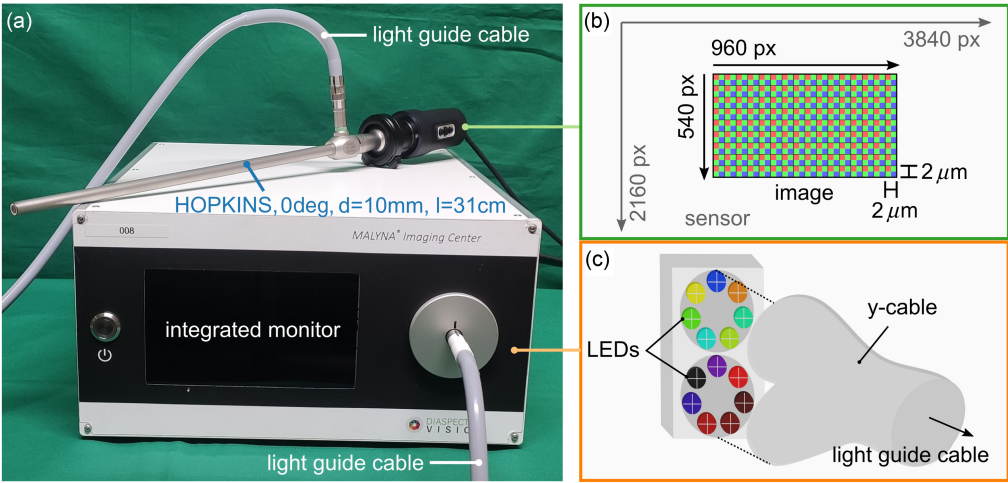 (a)
light guide cable
HOPKINS, 0deg, d=10mm, l=31cm
008
MALYNA® Imaging Center
integrated monitor
DIASPECTIVE
VISION
light guide cable
(b)
3840 px
960 px
540 px
2160 px
2 μm
image
2 μm
sensor
(c)
y-cable
LEDs
light guide cable